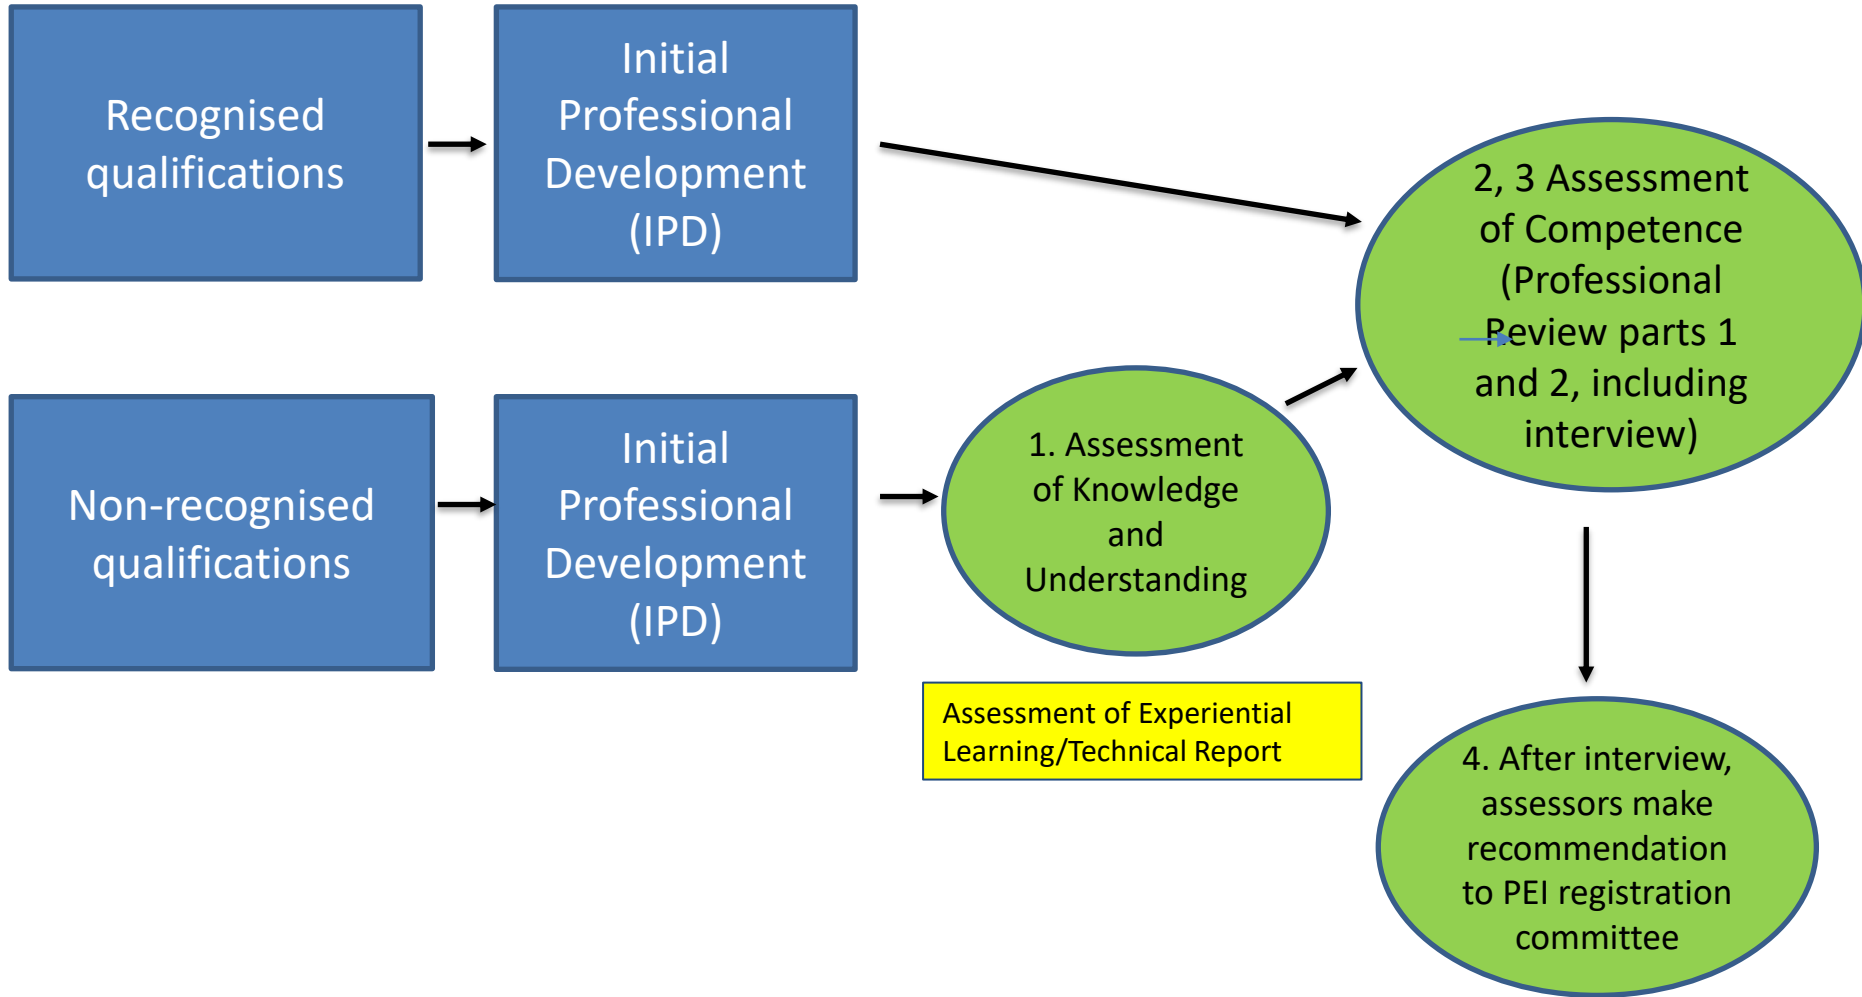 Recognised
qualifications
Initial
Professional
Development
(IPD)
2, 3 Assessment
of Competence
(Professional
Review parts 1
and 2, including
interview)
Non-recognised
qualifications
Initial
Professional
Development
(IPD)
1. Assessment
of Knowledge
and
Understanding
Assessment of Experiential
Learning/Technical Report
4. After interview,
assessors make
recommendation
to PEI registration
committee